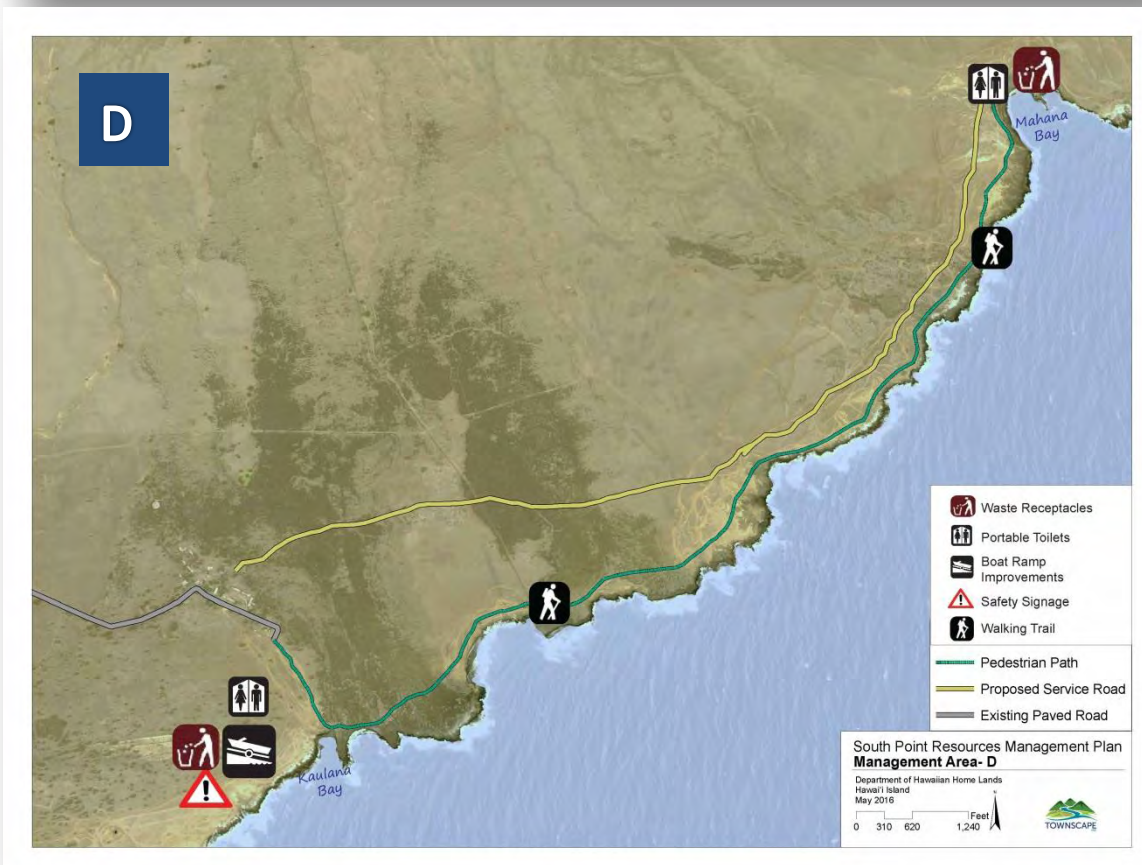 D
Mahana
Bay
Kaulana
Bay
Waste Receptacles
Portable Toilets
Boat Ramp
Improvements
Safety Signage
Walking Trail
Pedestrian Path
Proposed Service Road
Existing Paved Road
South Point Resources Management Plan
Management Area- D
Department of Hawaiian Home Lands
Hawai'i Island
May 2016
N
Feet
0 310 620 1,240
TOWNSCAPE